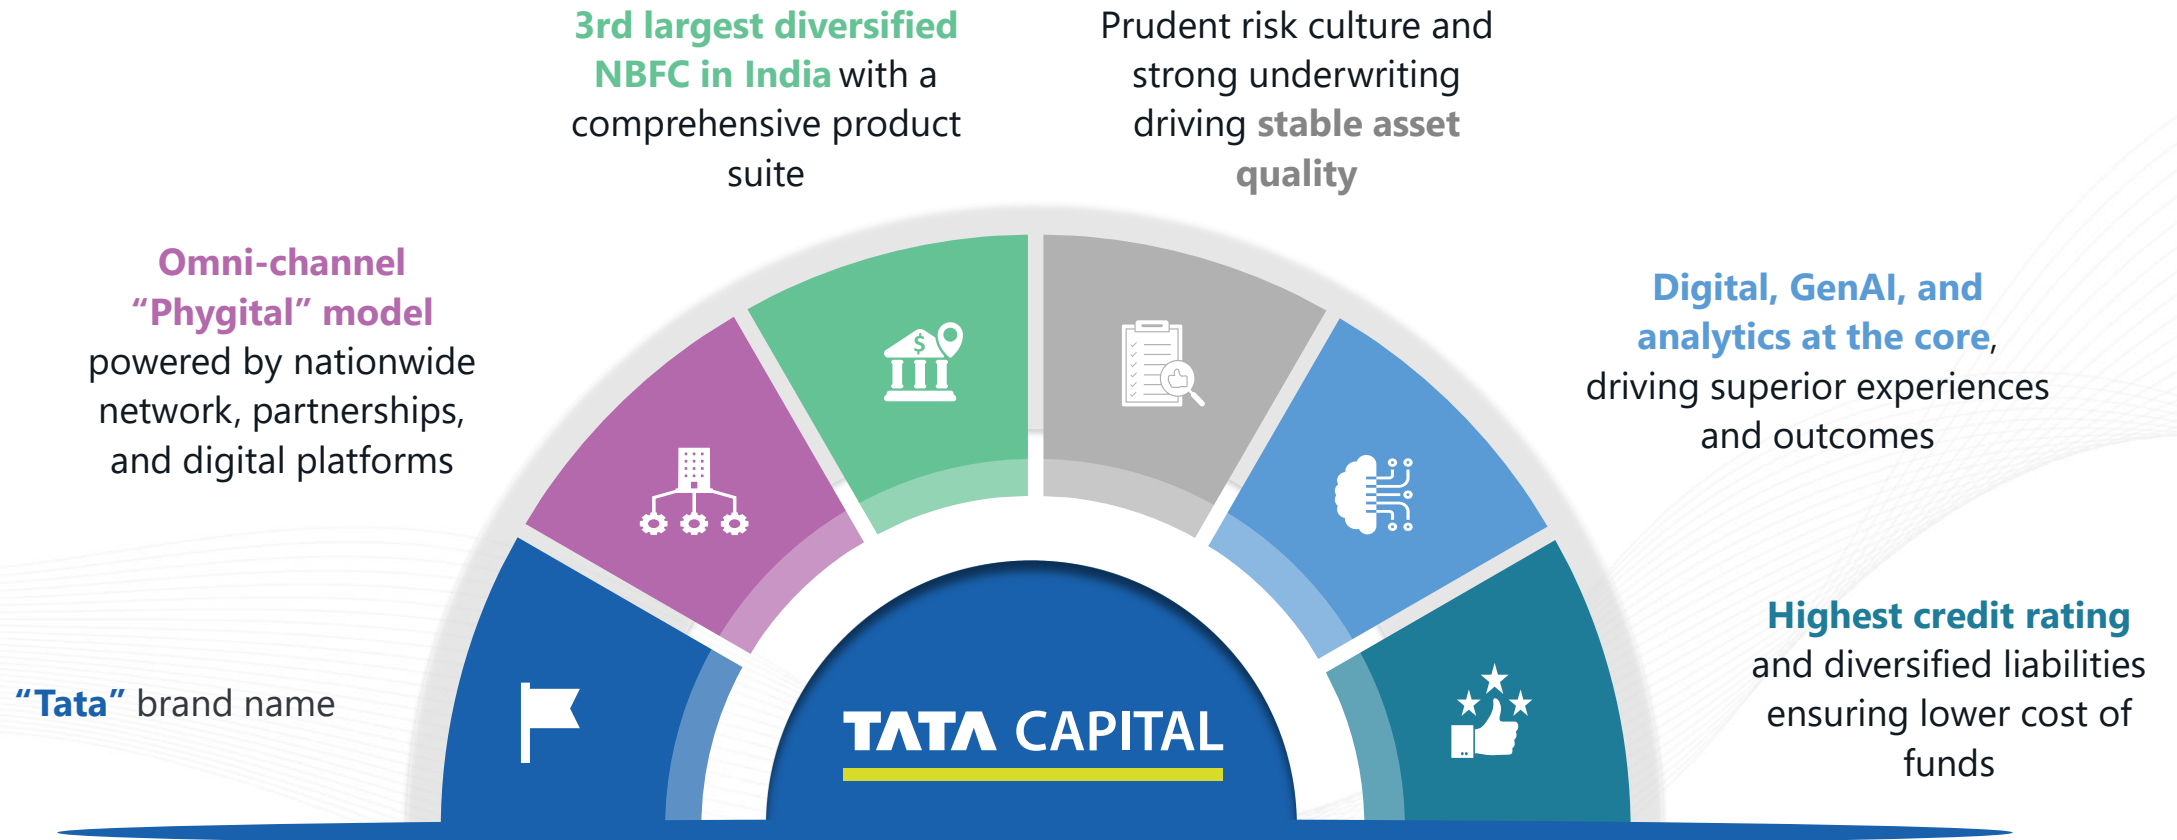 3rd largest diversified
NBFC in India with a
comprehensive product
suite
Prudent risk culture and
strong underwriting
driving stable asset
quality
Omni-channel
“Phygital” model
powered by nationwide
network, partnerships,
and digital platforms
Digital, GenAI, and
analytics at the core,
driving superior experiences
and outcomes
“Tata” brand name
Highest credit rating
and diversified liabilities
ensuring lower cost of
funds
$
TATA CAPITAL